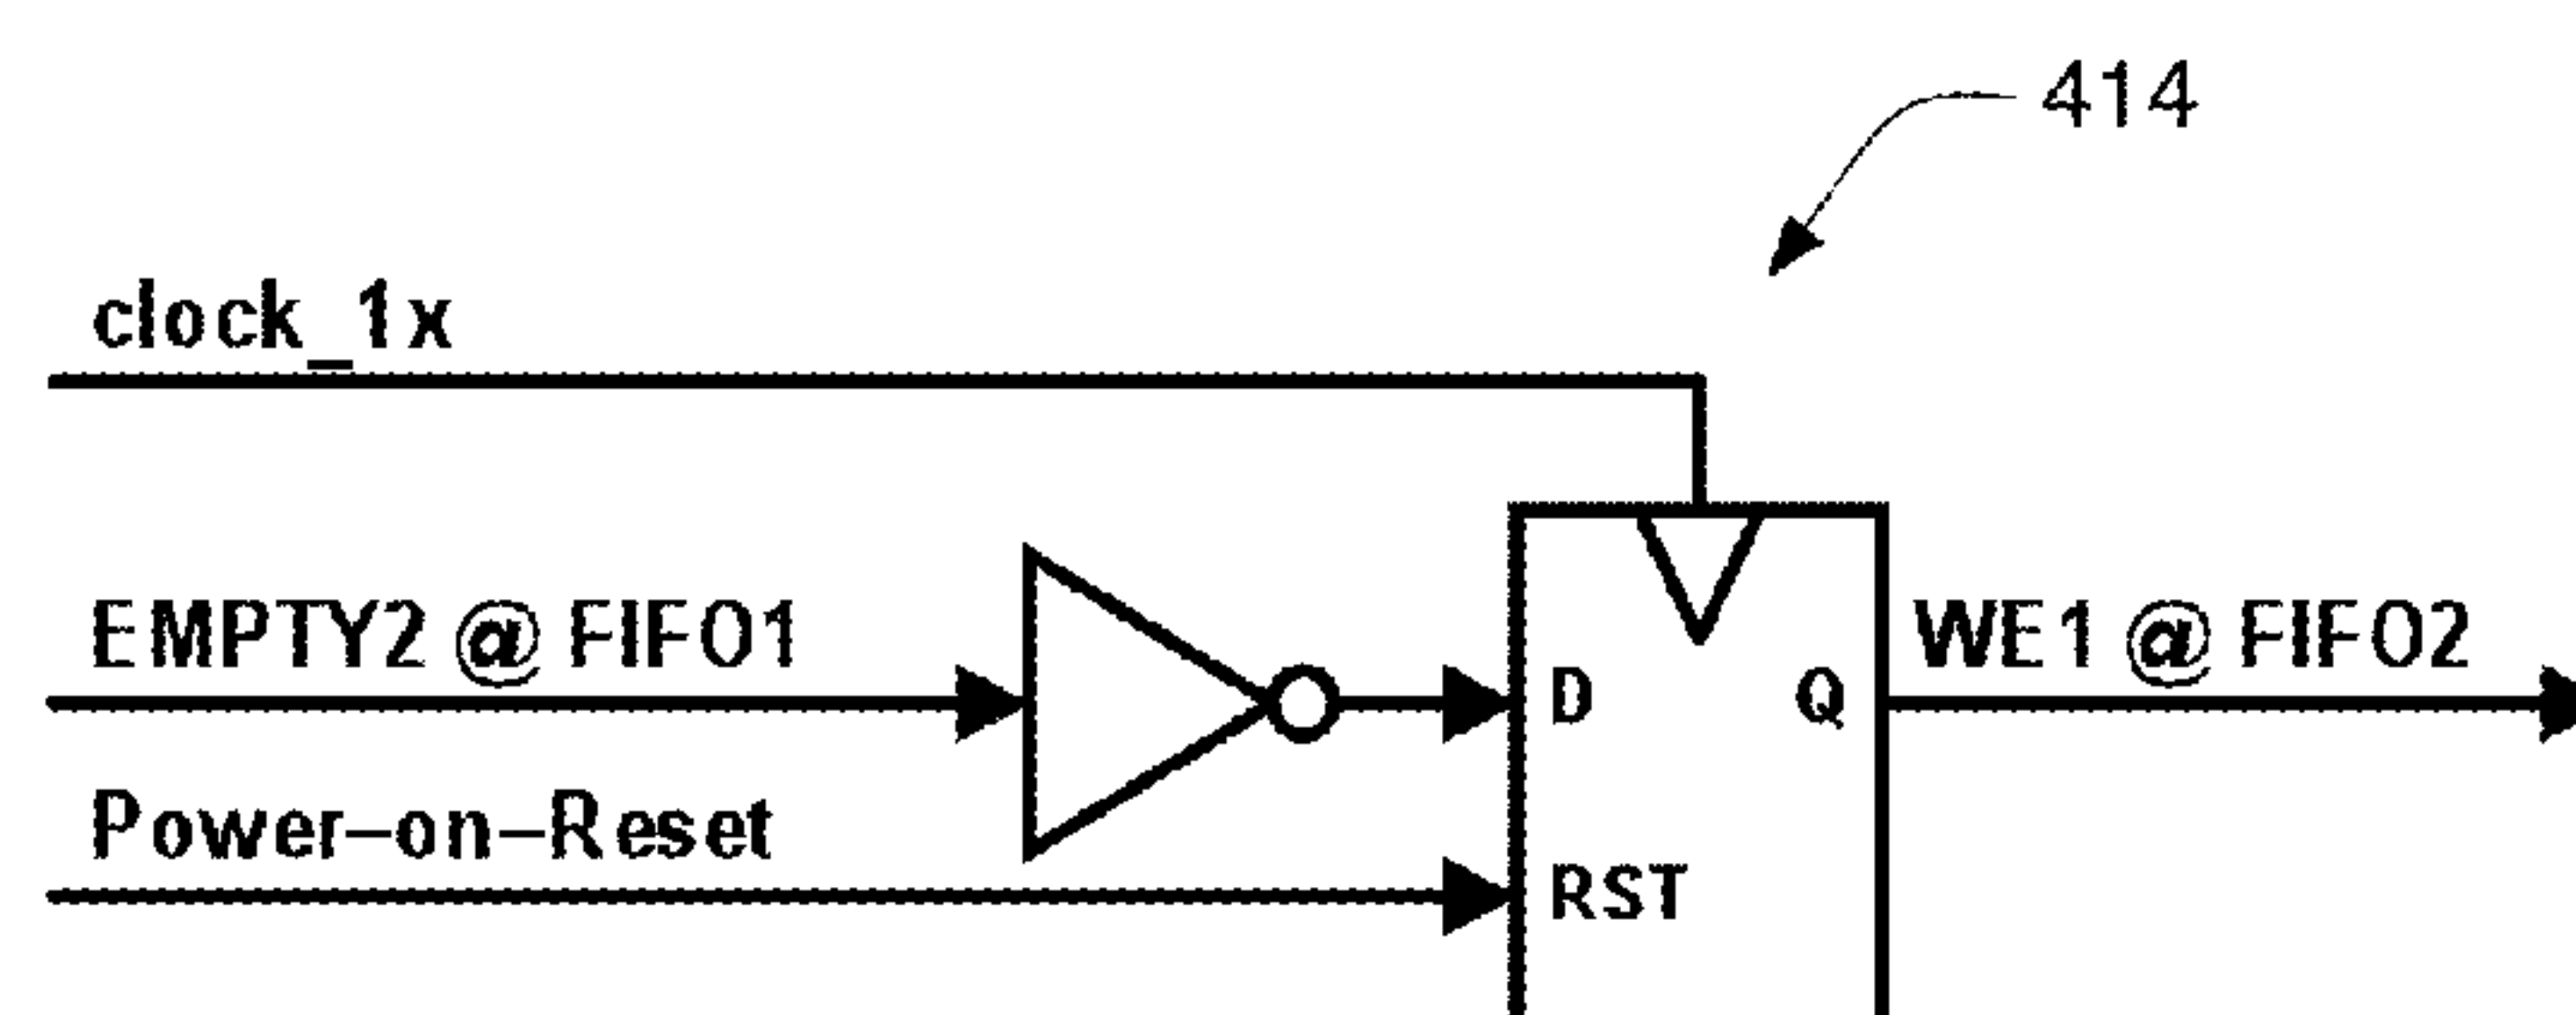 414
clock_1x
EMPTY2 @ FIFO1
WE1 @ FIFO2
D
Q
Power-on-Reset
RST